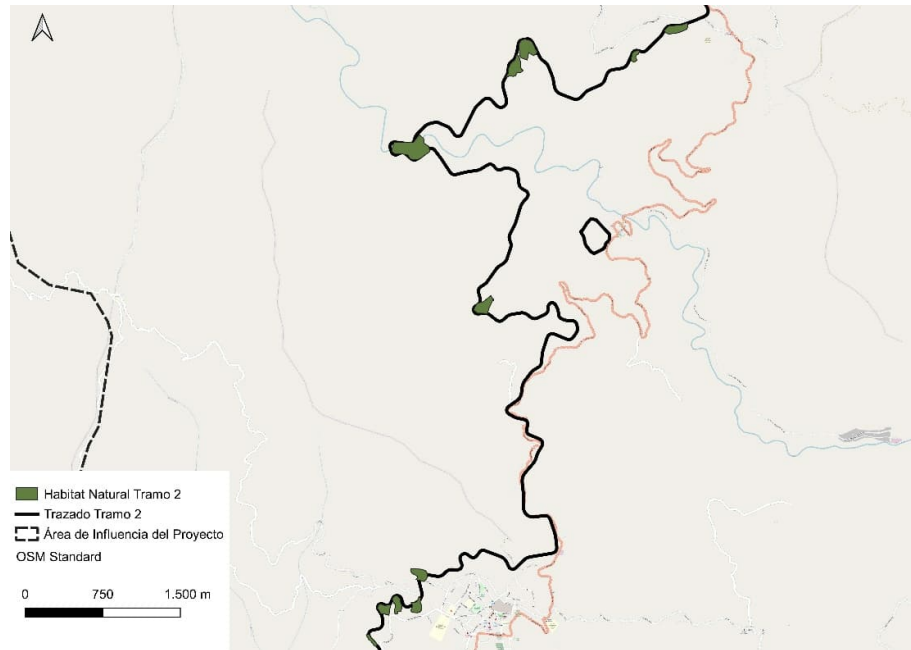 Habitat Natural Tramo 2
Trazado Tramo 2
Área de Influencia del Proyecto
OSM Standard
0 750 1.500 m